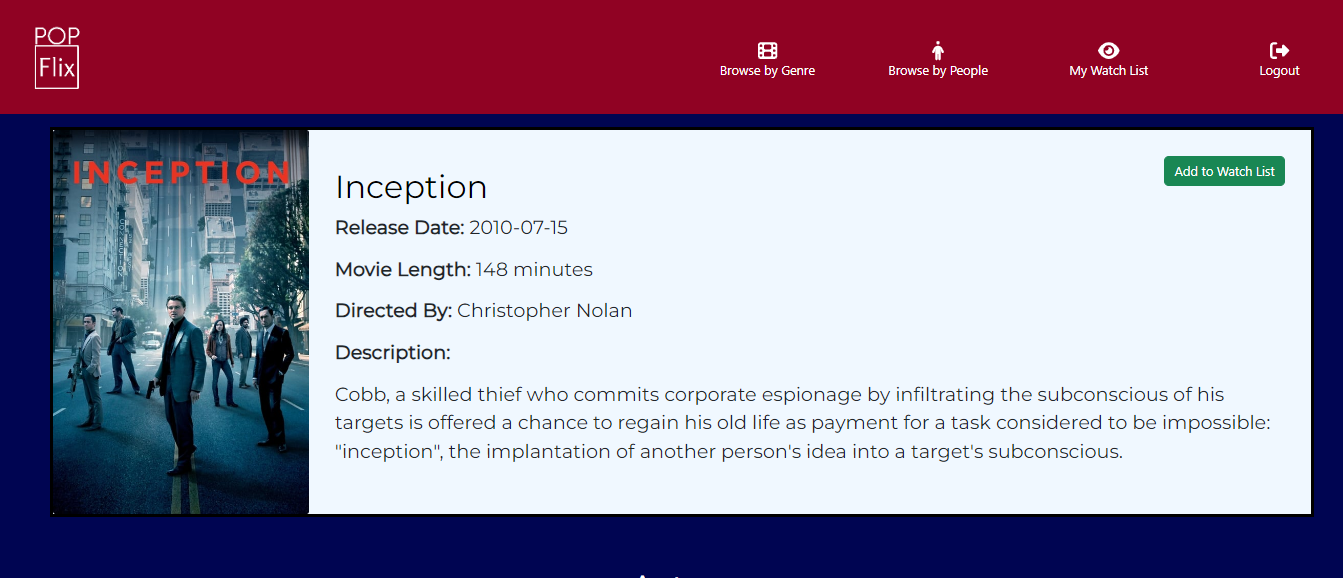 POP
Flix
Browse by Genre
Browse by People
My Watch List
Logout
INCEPTION
Inception
Add to Watch List
Release Date: 2010-07-15
Movie Length: 148 minutes
Directed By: Christopher Nolan
Description:
Cobb, a skilled thief who commits corporate espionage by infiltrating the subconscious of his
targets is offered a chance to regain his old life as payment for a task considered to be impossible:
"inception", the implantation of another person's idea into a target's subconscious.